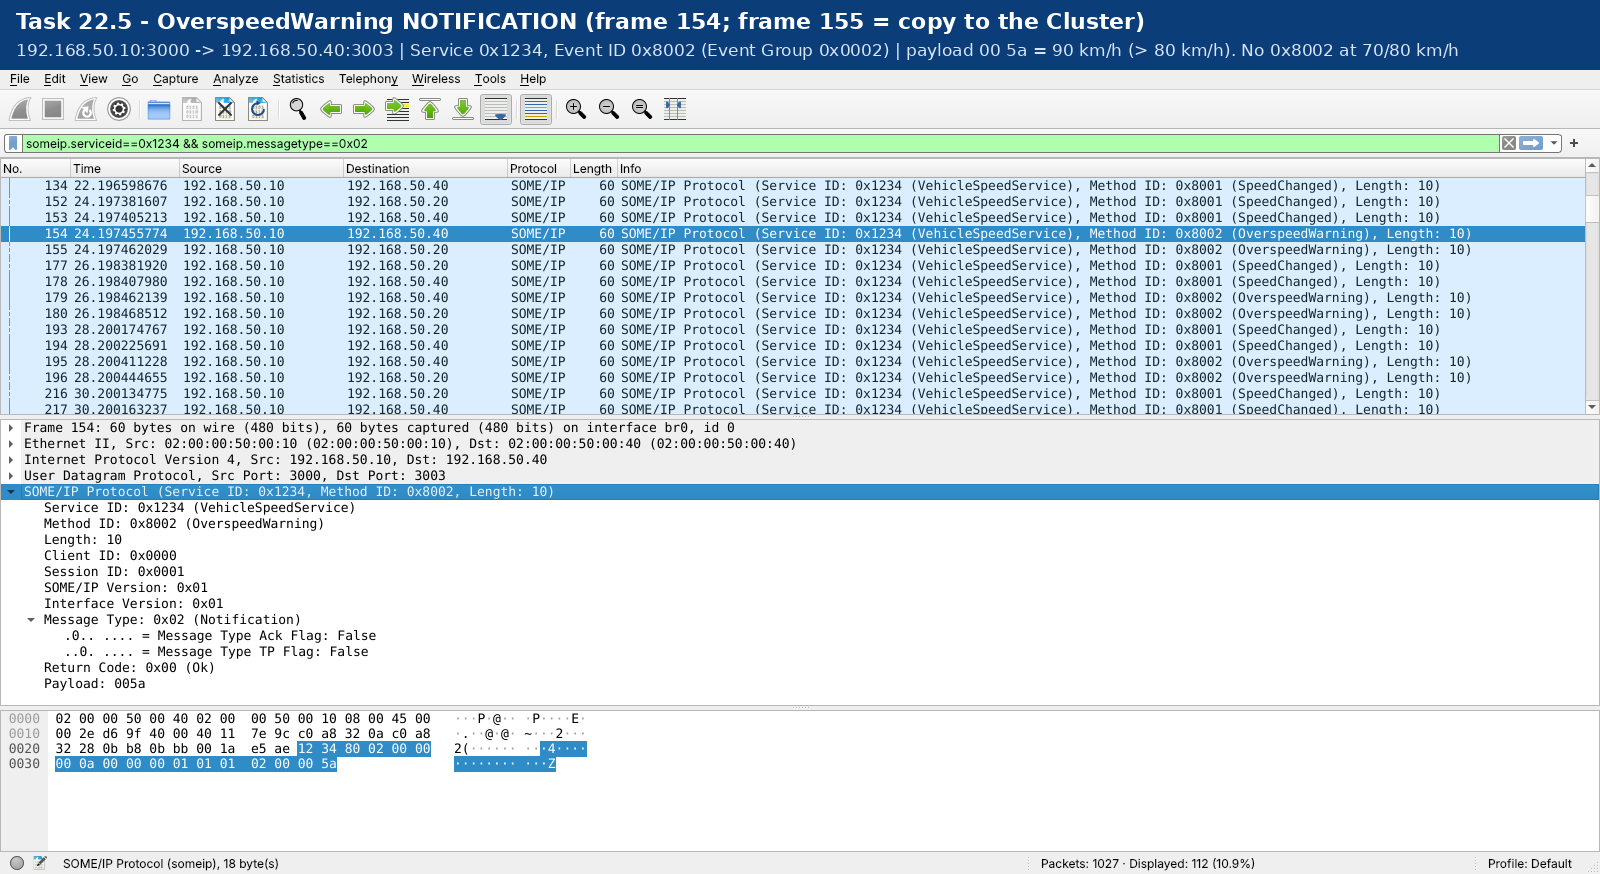 Task 22.5 - OverspeedWarning NOTIFICATION (frame 154; frame 155 = copy to the Cluster)
192.168.50.10:3000 -> 192.168.50.40:3003 | Service 0x1234, Event ID 0x8002 (Event Group 0x0002) | payload 00 5a = 90 km/h (> 80 km/h). No 0x8002 at 70/80 km/h
File Edit View Go Capture Analyze Statistics Telephony Wireless Tools Help
someip.serviceid==0x1234 && someip.messagetype==0x02
No. Time Source Destination Protocol Length Info
134 22.196598676 192.168.50.10 192.168.50.40 SOME/IP 60 SOME/IP Protocol (Service ID: 0x1234 (VehicleSpeedService), Method ID: 0x8001 (SpeedChanged), Length: 10)
152 24.197381607 192.168.50.10 192.168.50.20 SOME/IP 60 SOME/IP Protocol (Service ID: 0x1234 (VehicleSpeedService), Method ID: 0x8001 (SpeedChanged), Length: 10)
153 24.197405213 192.168.50.10 192.168.50.40 SOME/IP 60 SOME/IP Protocol (Service ID: 0x1234 (VehicleSpeedService), Method ID: 0x8001 (SpeedChanged), Length: 10)
154 24.197455774 192.168.50.10 192.168.50.40 SOME/IP 60 SOME/IP Protocol (Service ID: 0x1234 (VehicleSpeedService), Method ID: 0x8002 (OverspeedWarning), Length: 10)
155 24.197462029 192.168.50.10 192.168.50.20 SOME/IP 60 SOME/IP Protocol (Service ID: 0x1234 (VehicleSpeedService), Method ID: 0x8002 (OverspeedWarning), Length: 10)
177 26.198381920 192.168.50.10 192.168.50.20 SOME/IP 60 SOME/IP Protocol (Service ID: 0x1234 (VehicleSpeedService), Method ID: 0x8001 (SpeedChanged), Length: 10)
178 26.198407980 192.168.50.10 192.168.50.40 SOME/IP 60 SOME/IP Protocol (Service ID: 0x1234 (VehicleSpeedService), Method ID: 0x8001 (SpeedChanged), Length: 10)
179 26.198462139 192.168.50.10 192.168.50.40 SOME/IP 60 SOME/IP Protocol (Service ID: 0x1234 (VehicleSpeedService), Method ID: 0x8002 (OverspeedWarning), Length: 10)
180 26.198468512 192.168.50.10 192.168.50.20 SOME/IP 60 SOME/IP Protocol (Service ID: 0x1234 (VehicleSpeedService), Method ID: 0x8002 (OverspeedWarning), Length: 10)
193 28.200174767 192.168.50.10 192.168.50.20 SOME/IP 60 SOME/IP Protocol (Service ID: 0x1234 (VehicleSpeedService), Method ID: 0x8001 (SpeedChanged), Length: 10)
194 28.200225691 192.168.50.10 192.168.50.40 SOME/IP 60 SOME/IP Protocol (Service ID: 0x1234 (VehicleSpeedService), Method ID: 0x8001 (SpeedChanged), Length: 10)
195 28.200411228 192.168.50.10 192.168.50.40 SOME/IP 60 SOME/IP Protocol (Service ID: 0x1234 (VehicleSpeedService), Method ID: 0x8002 (OverspeedWarning), Length: 10)
196 28.200444655 192.168.50.10 192.168.50.20 SOME/IP 60 SOME/IP Protocol (Service ID: 0x1234 (VehicleSpeedService), Method ID: 0x8002 (OverspeedWarning), Length: 10)
216 30.200134775 192.168.50.10 192.168.50.20 SOME/IP 60 SOME/IP Protocol (Service ID: 0x1234 (VehicleSpeedService), Method ID: 0x8001 (SpeedChanged), Length: 10)
217 30.200163237 192.168.50.10 192.168.50.40 SOME/IP 60 SOME/IP Protocol (Service ID: 0x1234 (VehicleSpeedService), Method ID: 0x8001 (SpeedChanged), Length: 10)
Frame 154: 60 bytes on wire (480 bits), 60 bytes captured (480 bits) on interface br0, id 0
Ethernet II, Src: 02:00:00:50:00:10 (02:00:00:50:00:10), Dst: 02:00:00:50:00:40 (02:00:00:50:00:40)
Internet Protocol Version 4, Src: 192.168.50.10, Dst: 192.168.50.40
User Datagram Protocol, Src Port: 3000, Dst Port: 3003
SOME/IP Protocol (Service ID: 0x1234, Method ID: 0x8002, Length: 10)
Service ID: 0x1234 (VehicleSpeedService)
Method ID: 0x8002 (OverspeedWarning)
Length: 10
Client ID: 0x0000
Session ID: 0x0001
SOME/IP Version: 0x01
Interface Version: 0x01
Message Type: 0x02 (Notification)
.0.. .... = Message Type Ack Flag: False
..0. .... = Message Type TP Flag: False
Return Code: 0x00 (Ok)
Payload: 005a
0000 02 00 00 50 00 40 02 00 00 50 00 10 08 00 45 00 ···P·@·· ·P····E·
0010 00 2e d6 9f 40 00 40 11 7e 9c c0 a8 32 0a c0 a8 ·.··@·@· ~···2···
0020 32 28 0b b8 0b bb 00 1a e5 ae 12 34 80 02 00 00 2(······ ···4····
0030 00 0a 00 00 00 01 01 01 02 00 00 5a ········ ···Z
SOME/IP Protocol (someip), 18 byte(s) Packets: 1027 · Displayed: 112 (10.9%) Profile: Default